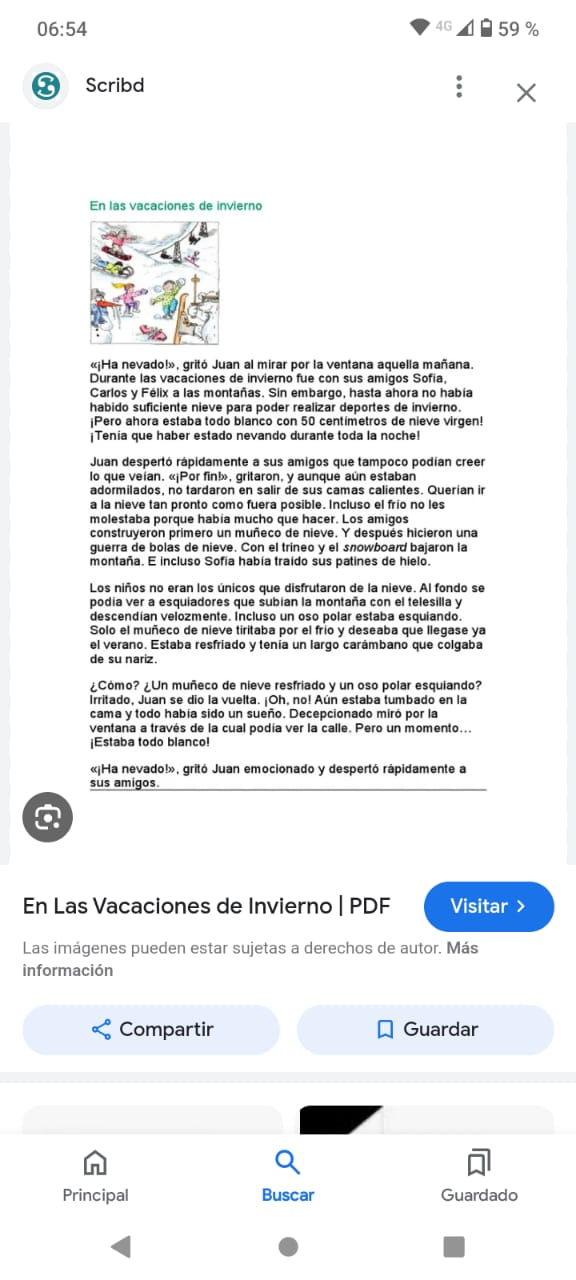 06:54
4G
59 %
Scribd
En las vacaciones de invierno
«¡Ha nevado!», gritó Juan al mirar por la ventana aquella mañana.
Durante las vacaciones de invierno fue con sus amigos Sofía,
Carlos y Félix a las montañas. Sin embargo, hasta ahora no había
habido suficiente nieve para poder realizar deportes de invierno.
¡Pero ahora estaba todo blanco con 50 centímetros de nieve virgen!
¡Tenía que haber estado nevando durante toda la noche!
Juan despertó rápidamente a sus amigos que tampoco podían creer
lo que veían. «¡Por fin!», gritaron, y aunque aún estaban
adormilados, no tardaron en salir de sus camas calientes. Querían ir
a la nieve tan pronto como fuera posible. Incluso el frío no les
molestaba porque había mucho que hacer. Los amigos
construyeron primero un muñeco de nieve. Y después hicieron una
guerra de bolas de nieve. Con el trineo y el snowboard bajaron la
montaña. E incluso Sofía había traído sus patines de hielo.
Los niños no eran los únicos que disfrutaron de la nieve. Al fondo se
podía ver a esquiadores que subían la montaña con el telesilla y
descendían velozmente. Incluso un oso polar estaba esquiando.
Solo el muñeco de nieve tiritaba por el frío y deseaba que llegase ya
el verano. Estaba resfriado y tenía un largo carámbano que colgaba
de su nariz.
¿Cómo? ¿Un muñeco de nieve resfriado y un oso polar esquiando?
Irritado, Juan se dio la vuelta. ¡Oh, no! Aún estaba tumbado en la
cama y todo había sido un sueño. Decepcionado miró por la
ventana a través de la cual podía ver la calle. Pero un momento...
¡Estaba todo blanco!
«¡Ha nevado!», gritó Juan emocionado y despertó rápidamente a
sus amigos.
En Las Vacaciones de Invierno | PDF
Visitar
Las imágenes pueden estar sujetas a derechos de autor. Más
información
Compartir
Guardar
Principal
Buscar
Guardado